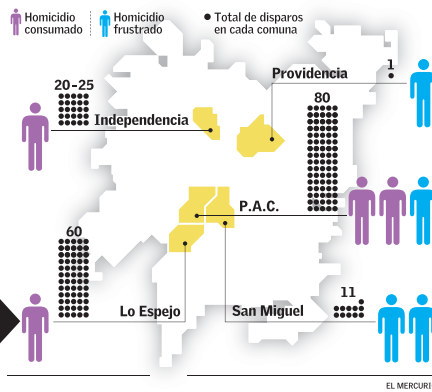 Homicidio
consumado
Homicidio
frustrado
Total de disparos
en cada comuna
Providencia
1
20-25
80
Independencia
P.A.C.
60
Lo Espejo
San Miguel
11
EL MERCURI